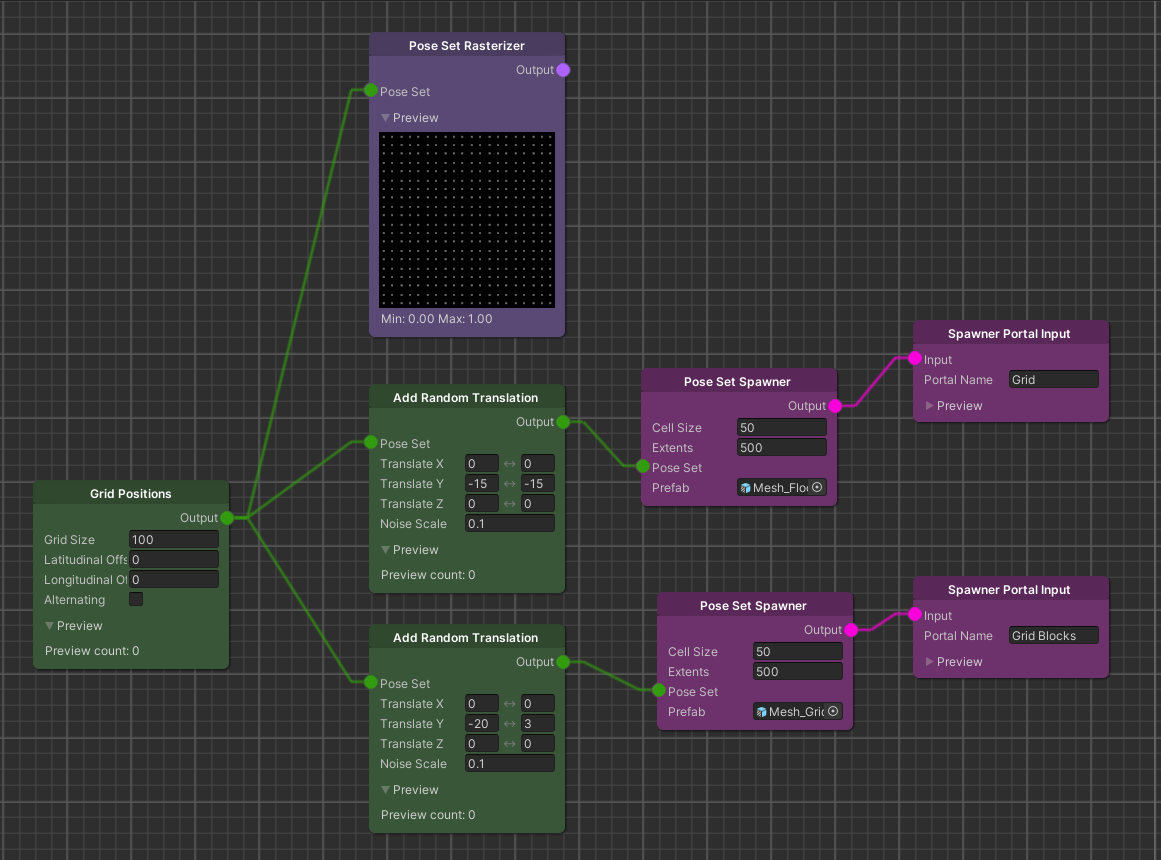 Pose Set Rasterizer
Output
Pose Set
Preview
Min: 0.00 Max: 1.00
Add Random Translation
Output
Pose Set
Translate X 0 ↔ 0
Translate Y -15 ↔ -15
Translate Z 0 ↔ 0
Noise Scale 0.1
Preview
Preview count: 0
Pose Set Spawner
Output
Cell Size 50
Extents 500
Pose Set
Prefab Mesh_Floo
Spawner Portal Input
Input
Portal Name Grid
Preview
Grid Positions
Output
Grid Size 100
Latitudinal Offs 0
Longitudinal Of 0
Alternating
Preview
Preview count: 0
Add Random Translation
Output
Pose Set
Translate X 0 ↔ 0
Translate Y -20 ↔ 3
Translate Z 0 ↔ 0
Noise Scale 0.1
Preview
Preview count: 0
Pose Set Spawner
Output
Cell Size 50
Extents 500
Pose Set
Prefab Mesh_Grid
Spawner Portal Input
Input
Portal Name Grid Blocks
Preview